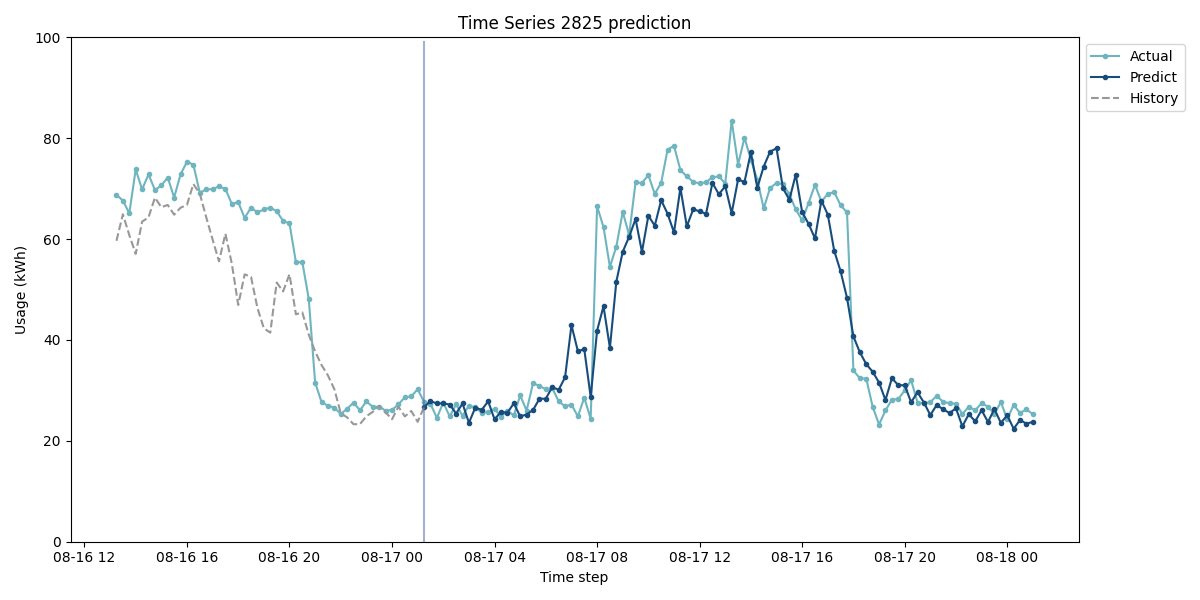 Time Series 2825 prediction
Usage (kWh)
100
80
60
40
20
0
08-16 12
08-16 16
08-16 20
08-17 00
08-17 04
08-17 08
08-17 12
08-17 16
08-17 20
08-18 00
Time step
Actual
Predict
History